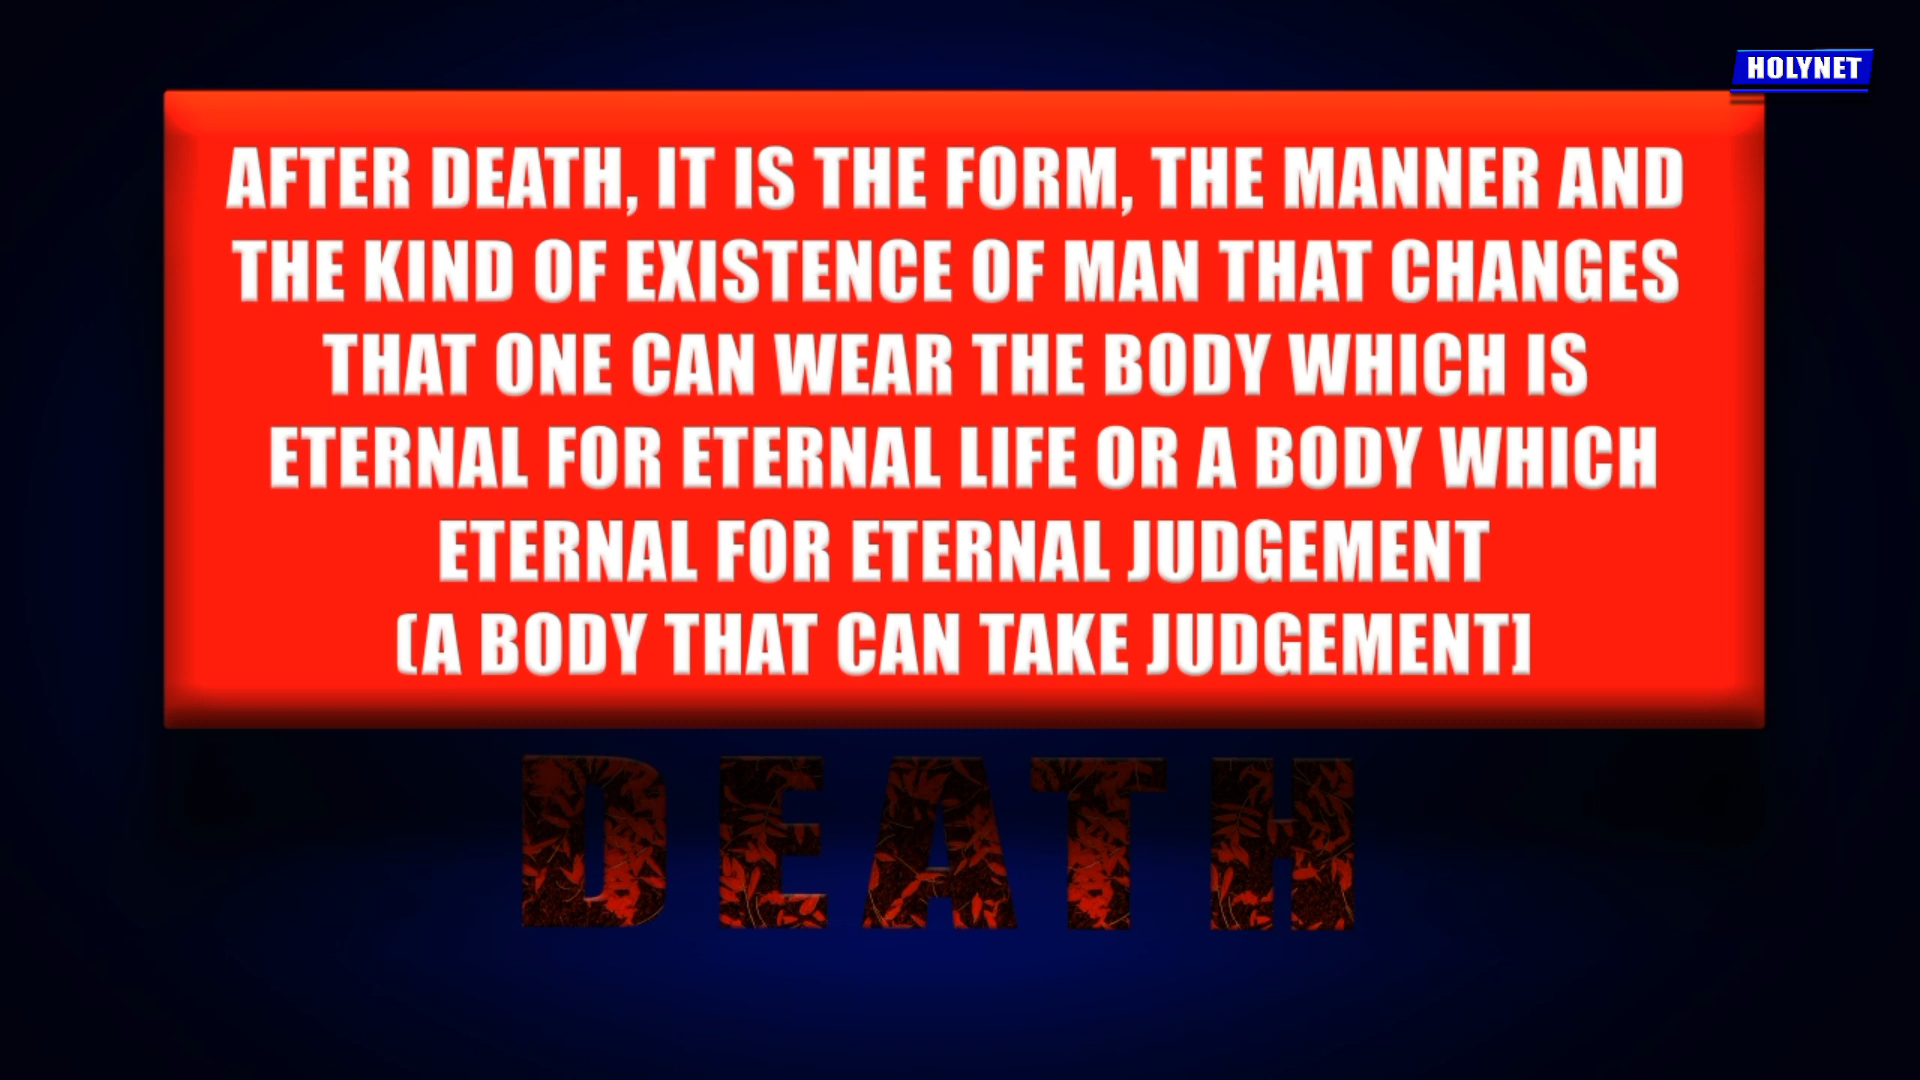 HOLYNET
AFTER DEATH, IT IS THE FORM, THE MANNER AND
THE KIND OF EXISTENCE OF MAN THAT CHANGES
THAT ONE CAN WEAR THE BODY WHICH IS
ETERNAL FOR ETERNAL LIFE OR A BODY WHICH
ETERNAL FOR ETERNAL JUDGEMENT
(A BODY THAT CAN TAKE JUDGEMENT]
DEATH